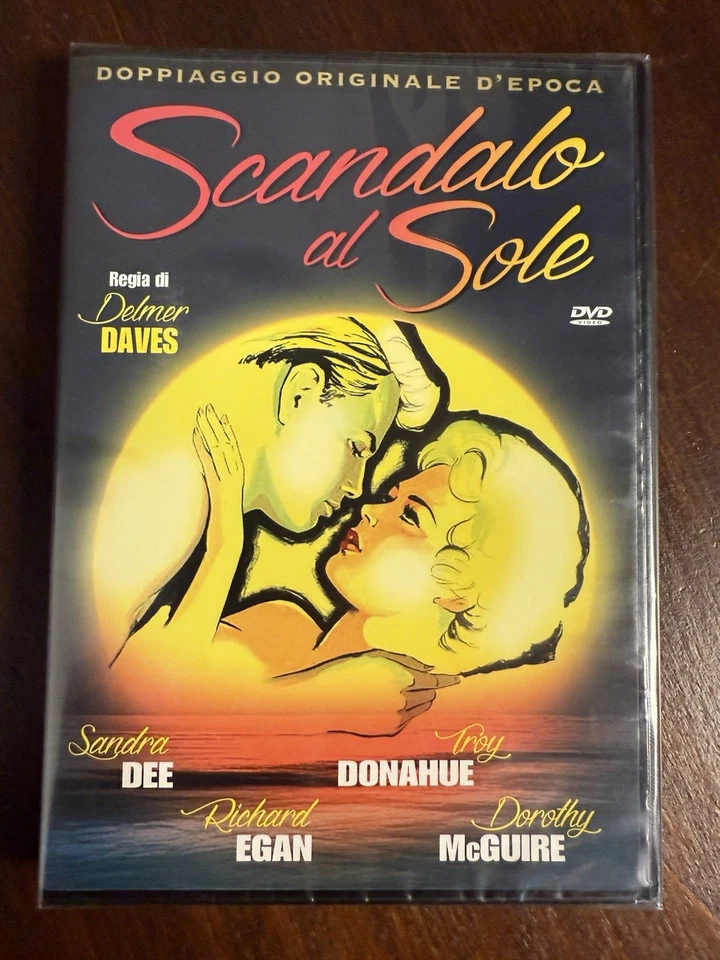 DOPPIAGGIO ORIGINALE D'EPOCA
Scandalo
al Sole
Regia di
Delmer
DAVES
DVD
VIDEO
Sandra
DEE
Troy
DONAHUE
Richard
EGAN
Dorothy
McGUIRE